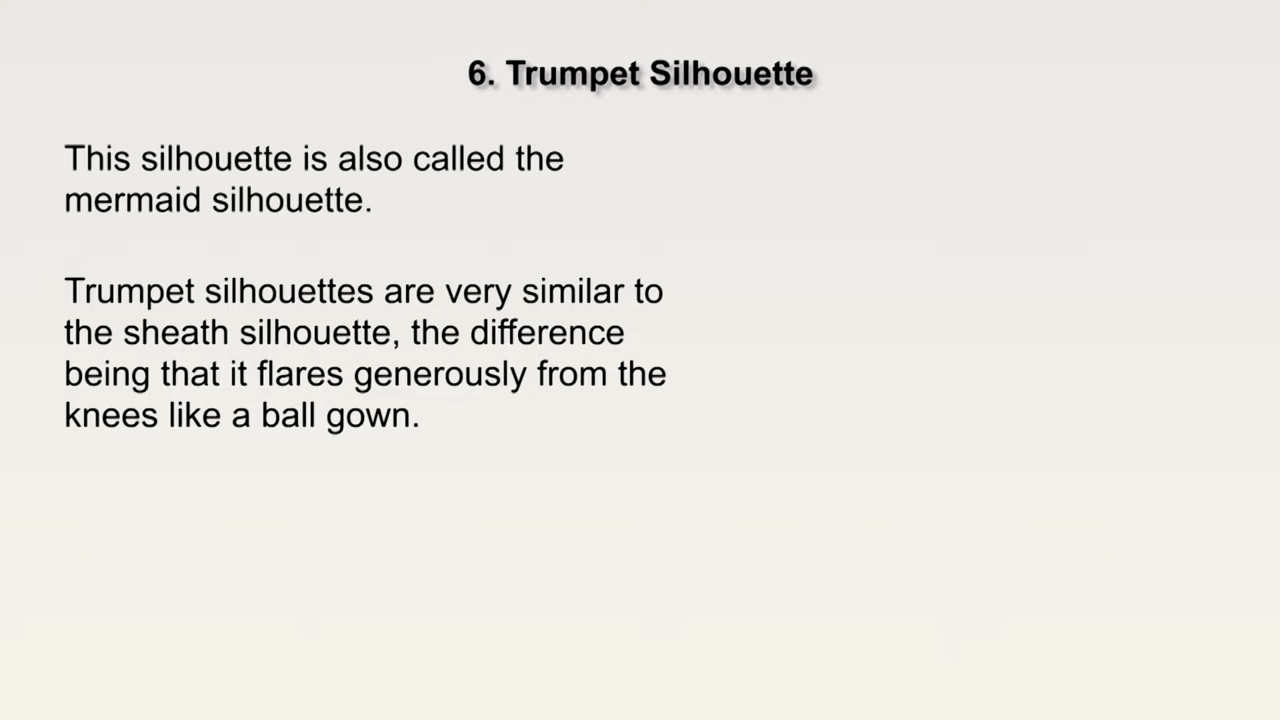 6. Trumpet Silhouette
This silhouette is also called the
mermaid silhouette.
Trumpet silhouettes are very similar to
the sheath silhouette, the difference
being that it flares generously from the
knees like a ball gown.